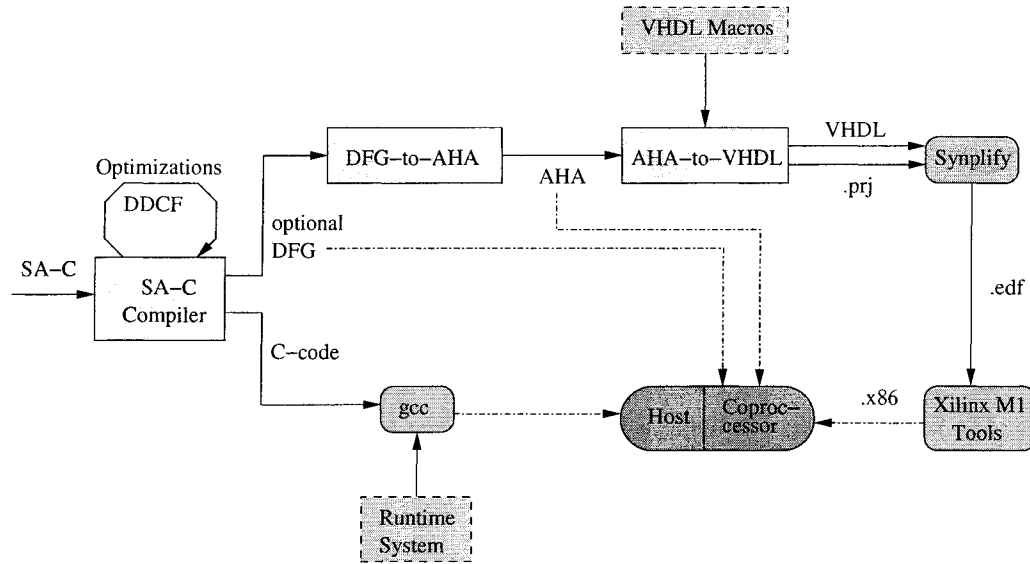 VHDL Macros
DFG-to-AHA
AHA-to-VHDL
VHDL
.prj
Synplify
AHA
Optimizations
DDCF
optional
DFG
SA-C
SA-C
Compiler
.edf
C-code
gcc
Host
Coproc-
cessor
.x86
Xilinx M1
Tools
Runtime
System